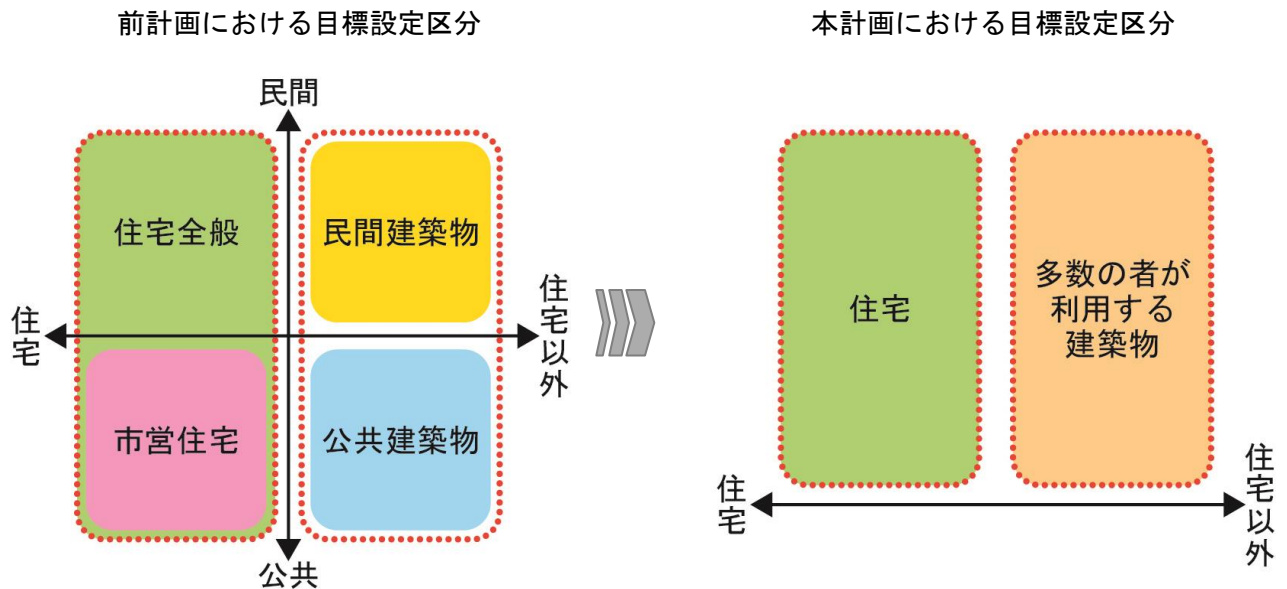 前計画における目標設定区分
民間
住宅全般
民間建築物
住宅
住宅以外
市営住宅
公共建築物
公共
本計画における目標設定区分
住宅
多数の者が
利用する
建築物
住宅
住宅以外